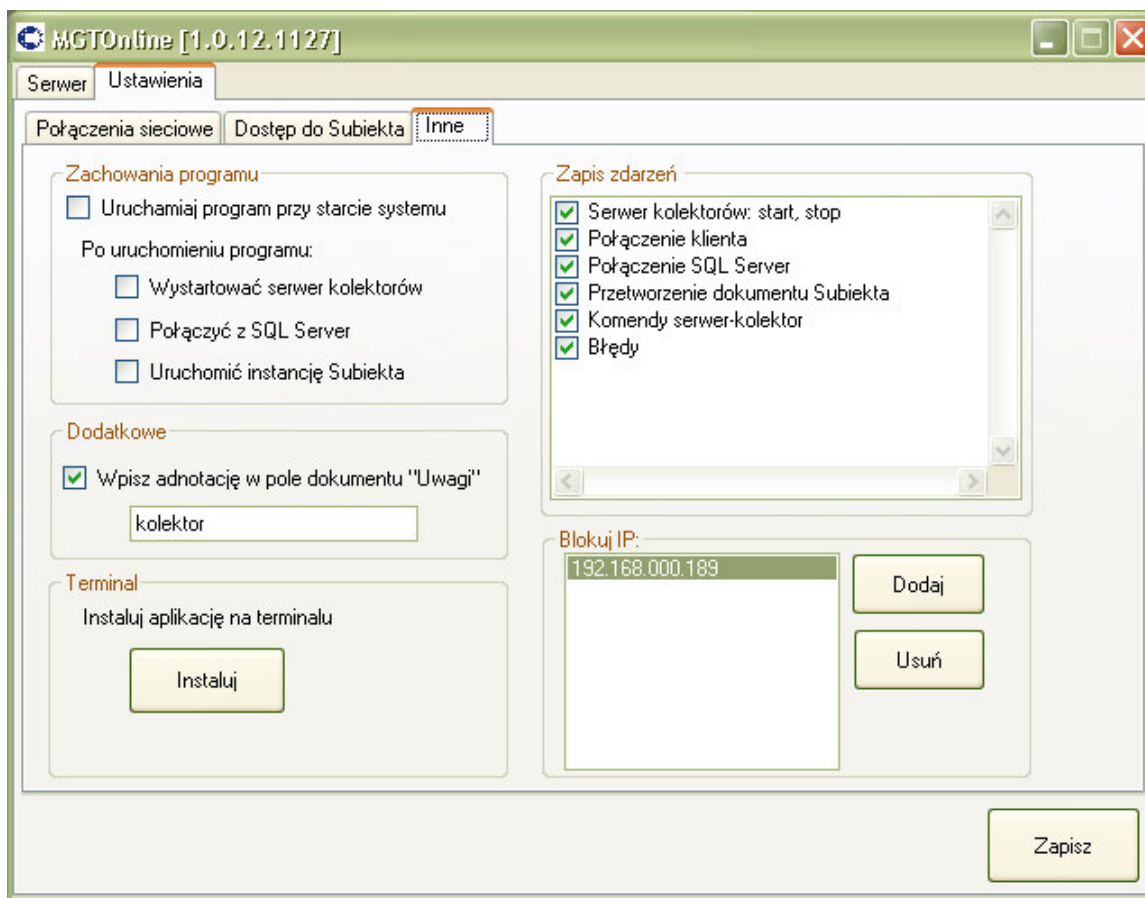 MGTOnline [1.0.12.1127]
Serwer
Ustawienia
Połączenia sieciowe
Dostęp do Subiekta
Inne
Zachowania programu
Uruchamiaj program przy starcie systemu
Po uruchomieniu programu:
Wystartować serwer kolektorów
Połączyć z SQL Server
Uruchomić instancję Subiekta
Dodatkowe
Wpisz adnotację w pole dokumentu "Uwagi"
kolektor
Terminal
Instaluj aplikację na terminalu
Instaluj
Zapis zdarzeń
Serwer kolektorów: start, stop
Połączenie klienta
Połączenie SQL Server
Przetworzenie dokumentu Subiekta
Komendy serwer-kolektor
Błędy
Blokuj IP:
192.168.000.189
Dodaj
Usuń
Zapisz